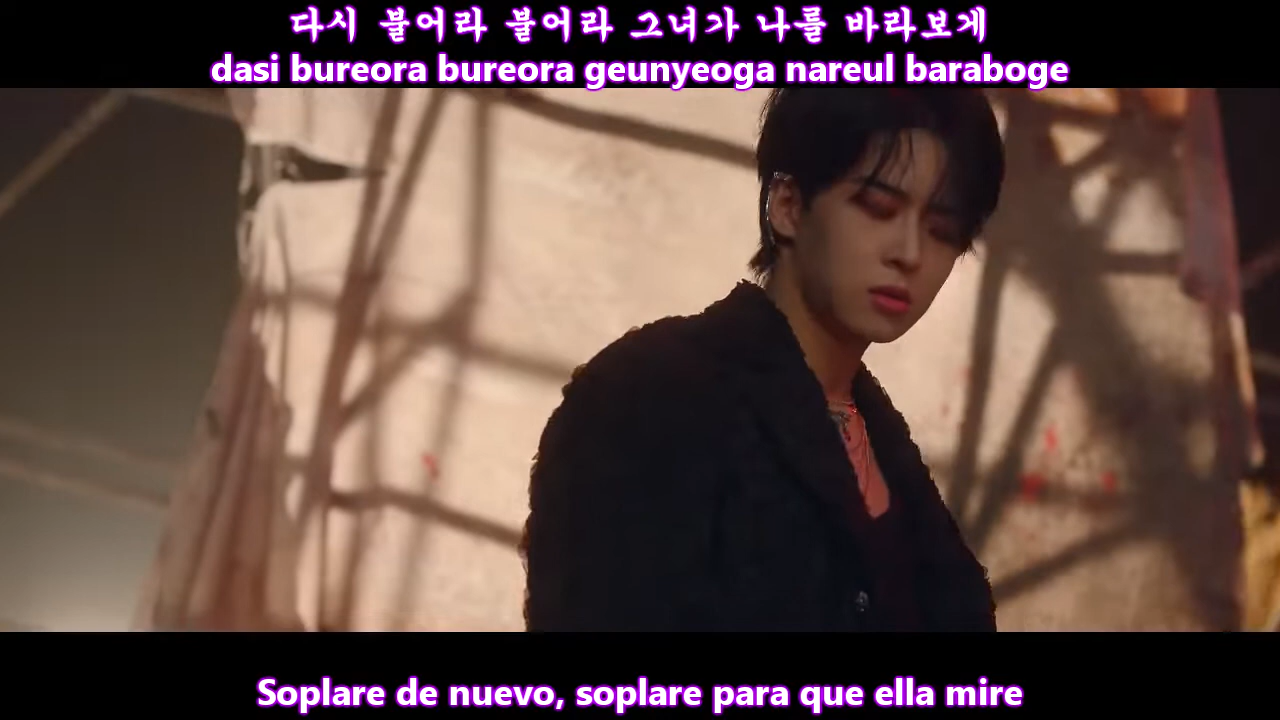 다시 불어라 불어라 그녀가 나를 바라보게
dasi bureora bureora geunyeoga nareul baraboge
Soplare de nuevo, soplare para que ella mire